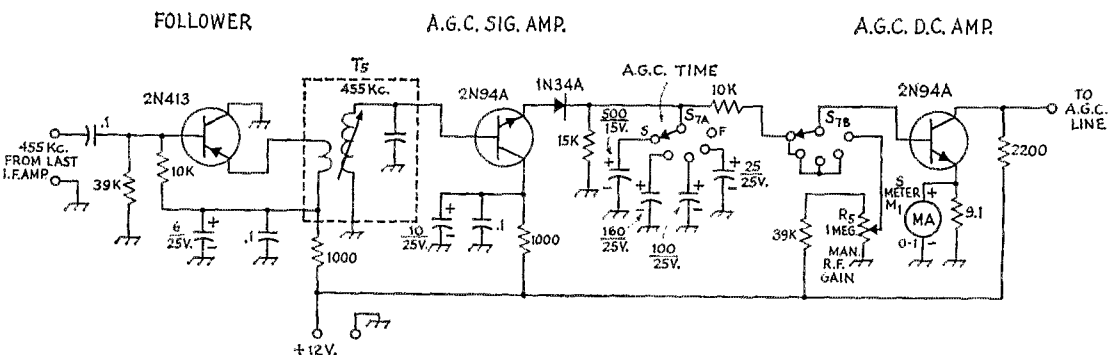 FOLLOWER
A.G.C. SIG. AMP.
A.G.C. D.C. AMP.
T5
455 Kc.
2N413
2N94A
1N34A
A.G.C. TIME
10K
2N94A
TO
A.G.C.
LINE
.1
455 Kc.
FROM LAST
I.F. AMP.
39K
10K
6
25V.
.1
1000
10
25V.
.1
1000
15K
500
15V.
S
S7A
F
160
25V.
100
25V.
25
25V.
S7B
39K
R5
1 MEG.
MAN.
R.F.
GAIN
S
METER
M1
MA
0-1
9.1
2200
+12V.